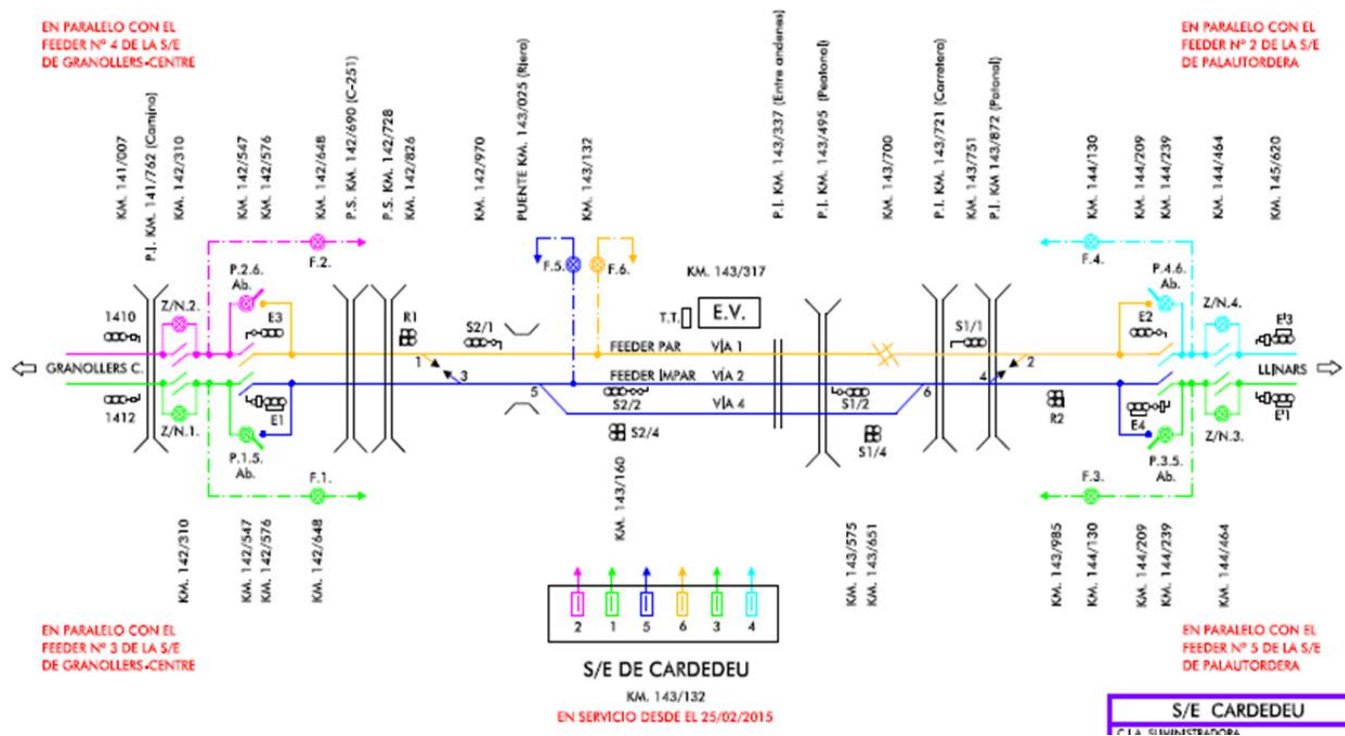 EN PARALELO CON EL
FEEDER Nº 4 DE LA S/E
DE GRANOLLERS-CENTRE
EN PARALELO CON EL
FEEDER Nº 2 DE LA S/E
DE PALAUTORDERA
KM. 141/007
P.J. KM. 141/762 (Camino)
KM. 142/310
KM. 142/547
KM. 142/576
KM. 142/648
P.S. KM. 142/690 (C-251)
P.S. KM. 142/728
KM. 142/826
KM. 142/970
PUENTE KM. 143/025 (Riera)
KM. 143/132
P.J. KM. 143/337 (Entre andenes)
P.J. KM. 143/495 (Peatonal)
KM. 143/700
P.J. KM. 143/721 (Carretera)
KM. 143/751
P.J. KM 143/872 (Patonal)
KM. 144/130
KM. 144/209
KM. 144/239
KM. 144/464
KM. 145/620
F.2.
F.5.
F.6.
F.4.
P.2.6.
Ab.
KM. 143/317
P.4.6.
Ab.
1410
Z/N.2.
E3
R1
S2/1
T.T.
E.V.
S1/1
E2
Z/N.4.
E'3
FEEDER PAR VÍA 1
1
2
GRANOLLERS C.
3
FEEDER IMPAR VÍA 2
4
LLINARS
5
6
1412
Z/N.1.
E1
S2/2
VÍA 4
S1/2
R2
E4
Z/N.3.
E'1
S2/4
S1/4
P.1.5.
Ab.
P.3.5.
Ab.
F.1.
F.3.
KM. 142/310
KM. 142/547
KM. 142/576
KM. 142/648
KM. 143/160
KM. 143/575
KM. 143/651
KM. 143/985
KM. 144/130
KM. 144/209
KM. 144/239
KM. 144/464
2 1 5 6 3 4
EN PARALELO CON EL
FEEDER Nº 3 DE LA S/E
DE GRANOLLERS-CENTRE
EN PARALELO CON EL
FEEDER Nº 5 DE LA S/E
DE PALAUTORDERA
S/E DE CARDEDEU
KM. 143/132
EN SERVICIO DESDE EL 25/02/2015
S/E CARDEDEU
CIA. SUMINISTRADORA